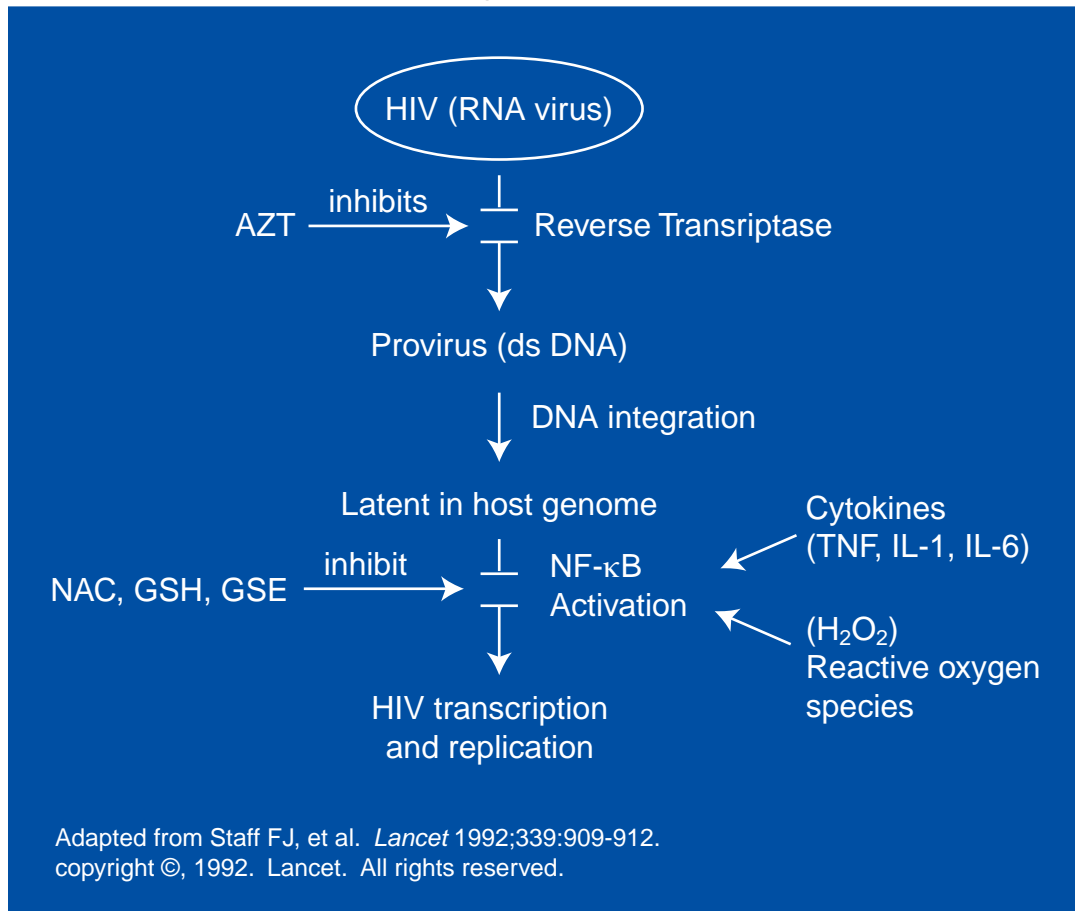 HIV (RNA virus)
inhibits
AZT
Reverse Transriptase
Provirus (ds DNA)
DNA integration
Latent in host genome
Cytokines
(TNF, IL-1, IL-6)
inhibit
NAC, GSH, GSE
NF-κB
Activation
(H₂O₂)
Reactive oxygen
species
HIV transcription
and replication
Adapted from Staff FJ, et al. Lancet 1992;339:909-912.
copyright ©, 1992. Lancet. All rights reserved.